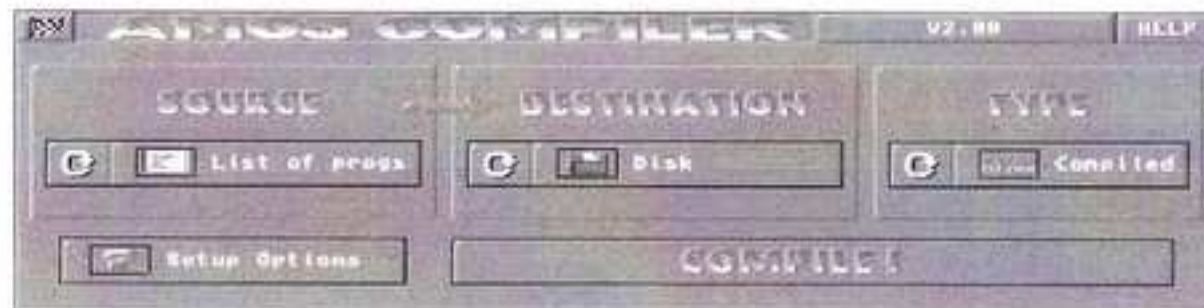 AMOS COMPILER V2.00 HELP
SOURCE DESTINATION TYPE
List of progs Disk Compiled
Setup Options COMPILE!